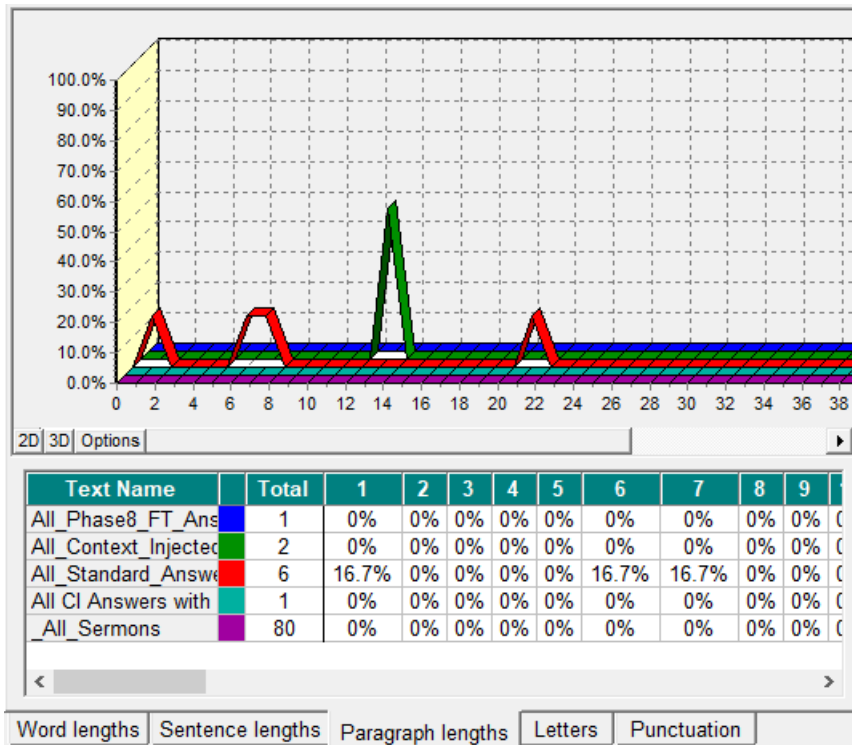 100.0%
90.0%
80.0%
70.0%
60.0%
50.0%
40.0%
30.0%
20.0%
10.0%
0.0%
0 2 4 6 8 10 12 14 16 18 20 22 24 26 28 30 32 34 36 38
2D 3D Options
Text Name Total 1 2 3 4 5 6 7 8 9
All_Phase8_FT_Ans 1 0% 0% 0% 0% 0% 0% 0% 0% 0%
All_Context_Injected 2 0% 0% 0% 0% 0% 0% 0% 0% 0%
All_Standard_Answe 6 16.7% 0% 0% 0% 0% 16.7% 16.7% 0% 0%
All CI Answers with 1 0% 0% 0% 0% 0% 0% 0% 0% 0%
_All_Sermons 80 0% 0% 0% 0% 0% 0% 0% 0% 0%
Word lengths Sentence lengths Paragraph lengths Letters Punctuation